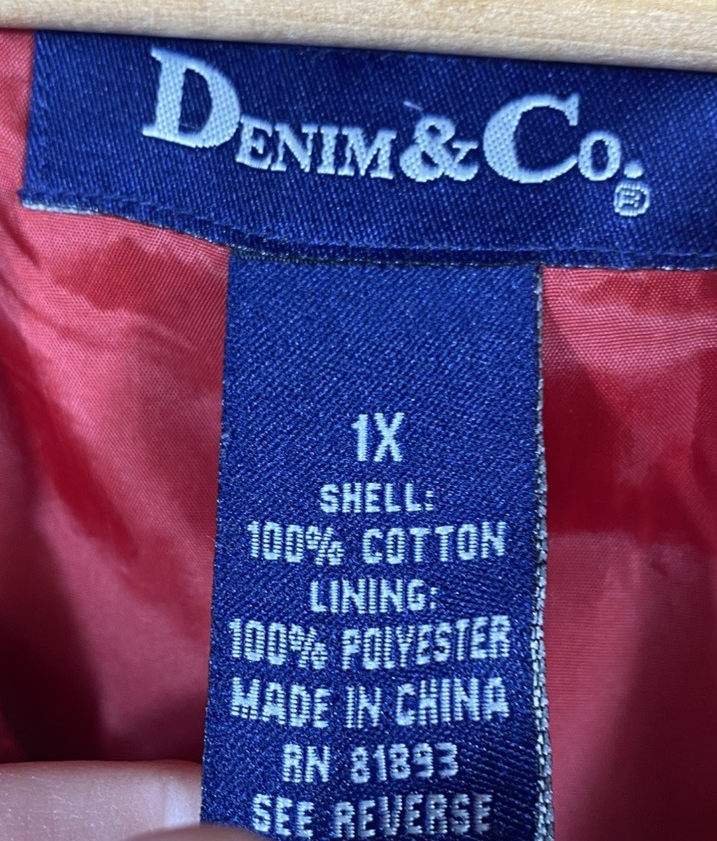 DENIM & CO.®
1X
SHELL:
100% COTTON
LINING:
100% POLYESTER
MADE IN CHINA
RN 81893
SEE REVERSE